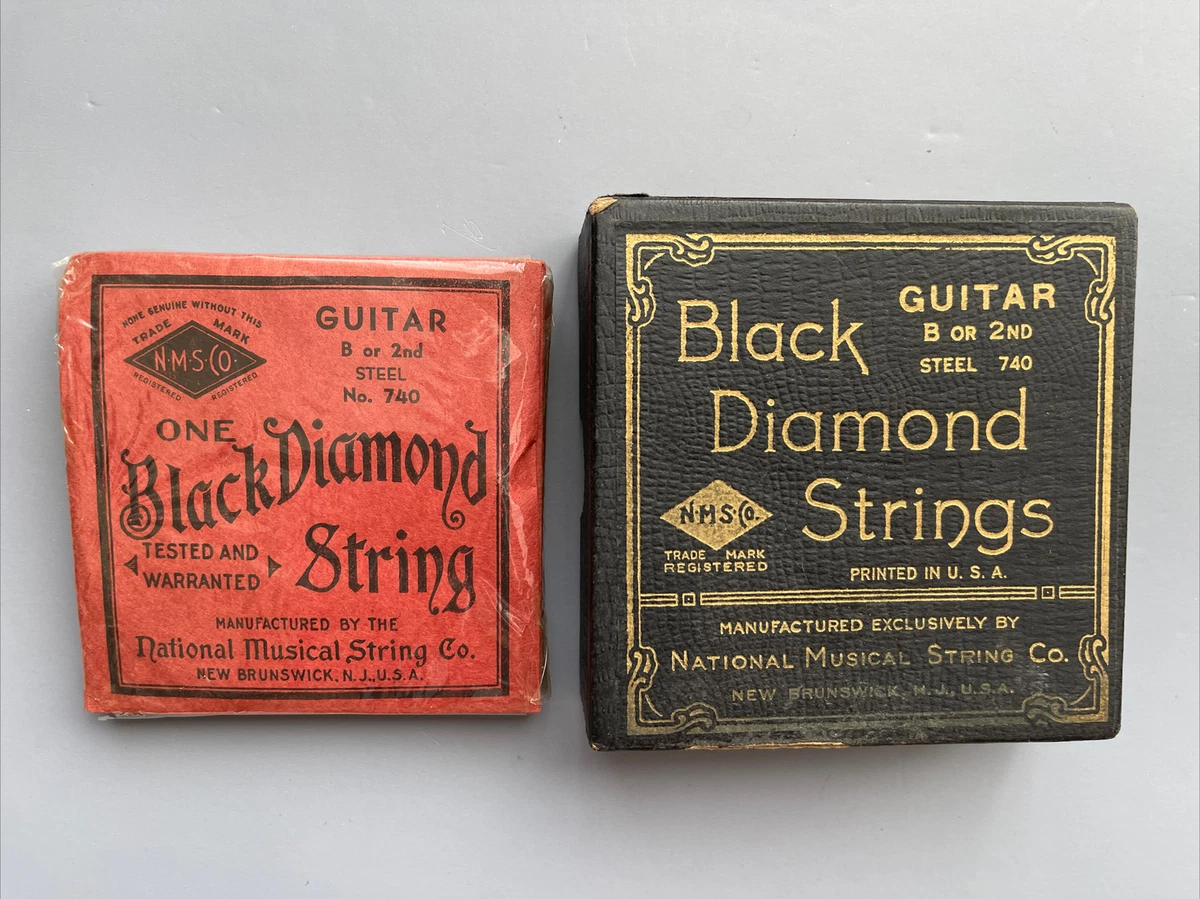 NONE GENUINE WITHOUT THIS
TRADE MARK
N·M·S·CO·
REGISTERED REGISTERED
GUITAR
B or 2nd
STEEL
No. 740
ONE
Black Diamond
String
TESTED AND
WARRANTED
MANUFACTURED BY THE
National Musical String Co.
NEW BRUNSWICK, N.J., U.S.A.
Black
Diamond
Strings
GUITAR
B OR 2ND
STEEL 740
N·M·S·CO.
TRADE MARK
REGISTERED
PRINTED IN U. S. A.
MANUFACTURED EXCLUSIVELY BY
NATIONAL MUSICAL STRING CO.
NEW BRUNSWICK, N.J., U.S.A.